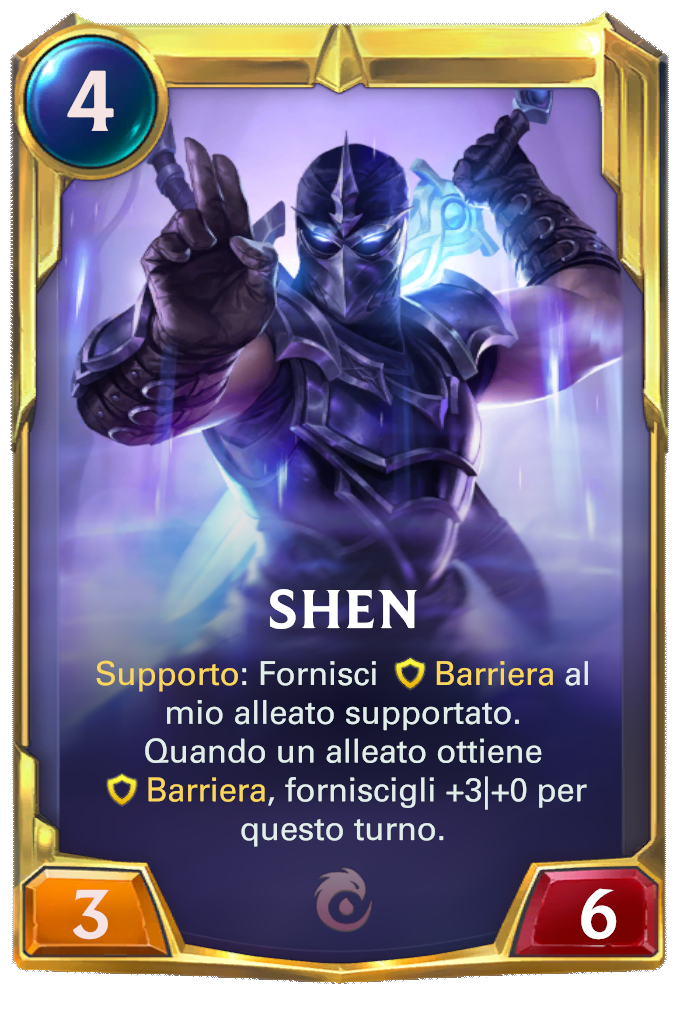 4
SHEN
Supporto: Fornisci Barriera al
mio alleato supportato.
Quando un alleato ottiene
Barriera, forniscigli +3|+0 per
questo turno.
3
6